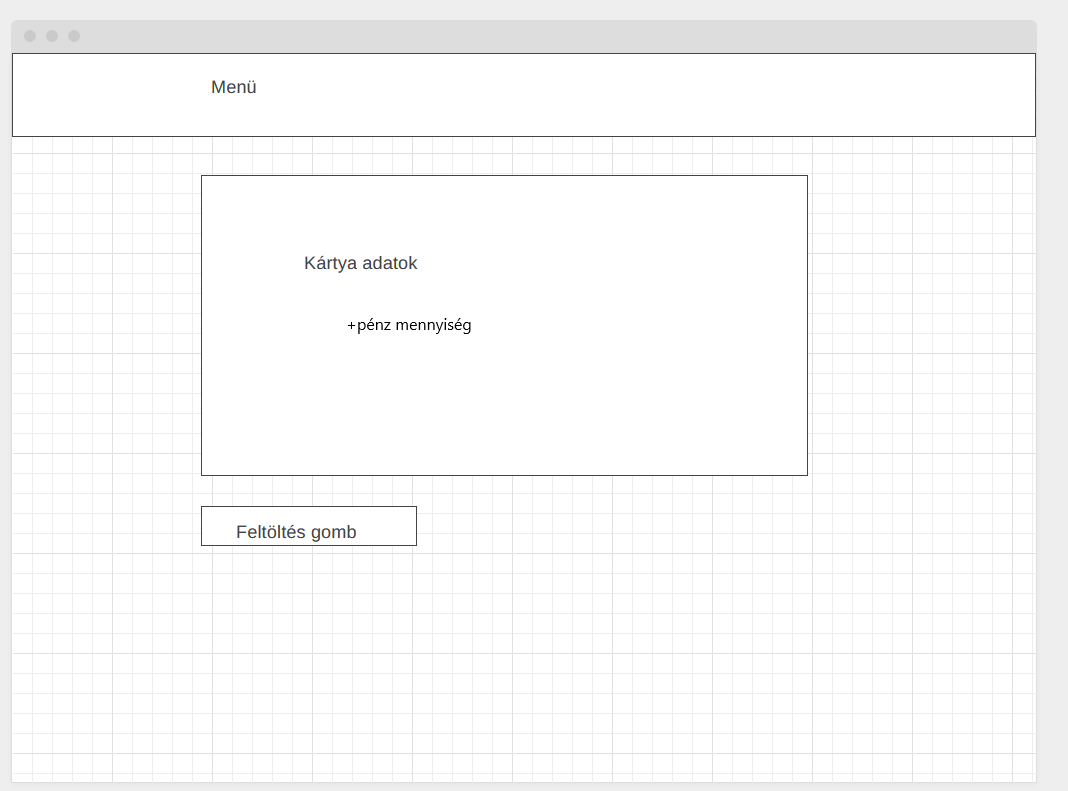 Menü
Kártya adatok
+pénz mennyiség
Feltöltés gomb